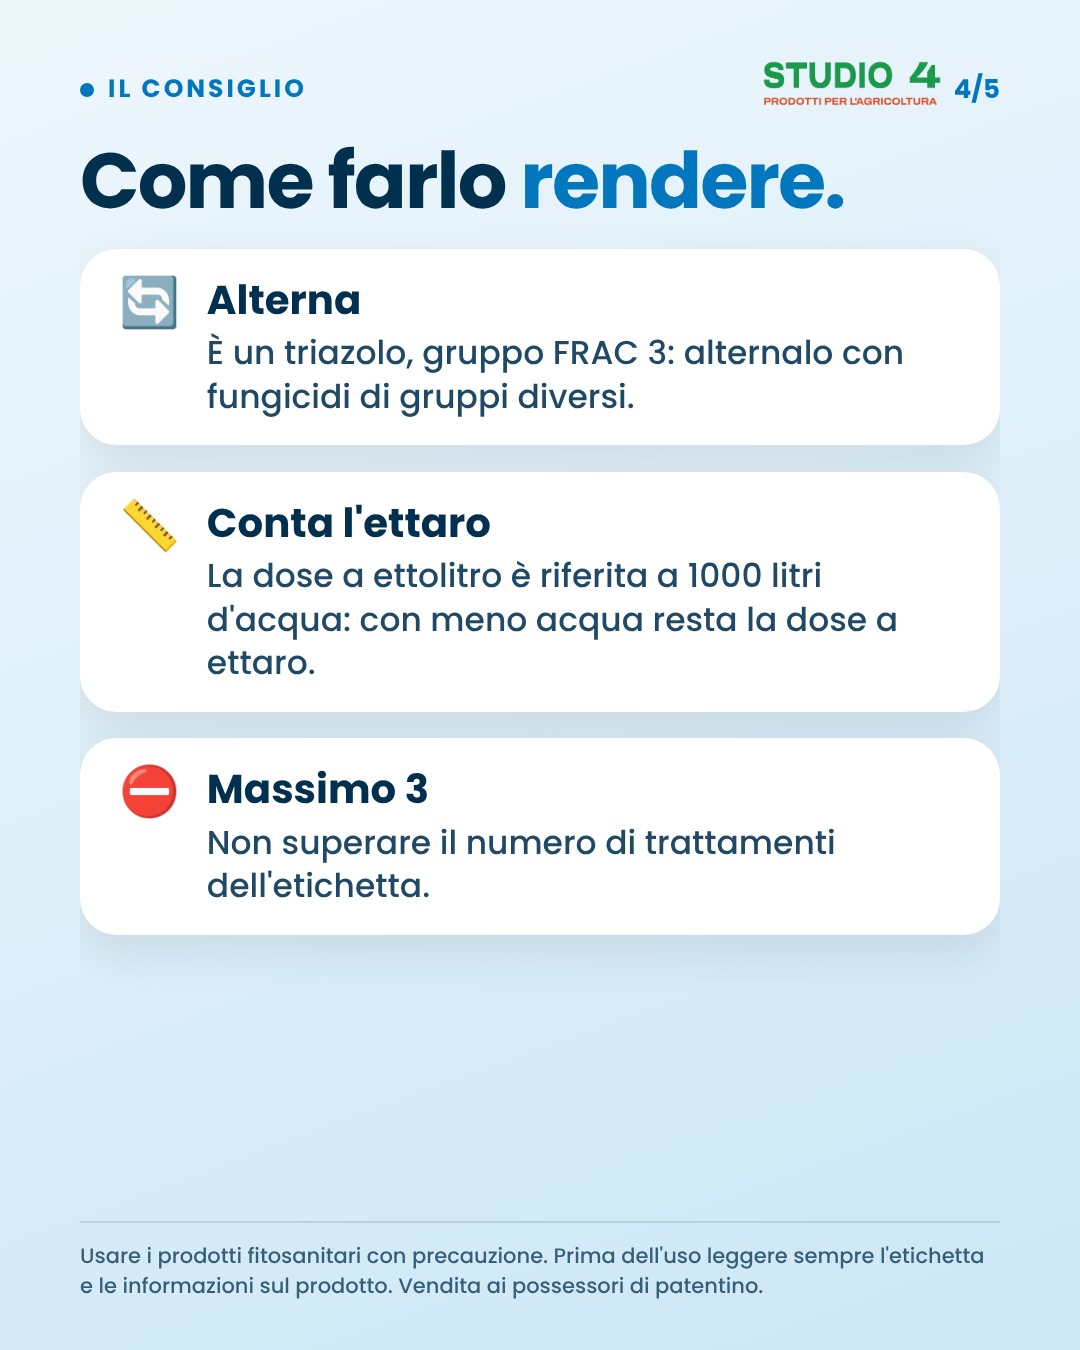 IL CONSIGLIO
STUDIO 4
PRODOTTI PER L'AGRICOLTURA
4/5
Come farlo rendere.
Alterna
È un triazolo, gruppo FRAC 3: alternalo con
fungicidi di gruppi diversi.
Conta l'ettaro
La dose a ettolitro è riferita a 1000 litri
d'acqua: con meno acqua resta la dose a
ettaro.
Massimo 3
Non superare il numero di trattamenti
dell'etichetta.
Usare i prodotti fitosanitari con precauzione. Prima dell'uso leggere sempre l'etichetta
e le informazioni sul prodotto. Vendita ai possessori di patentino.